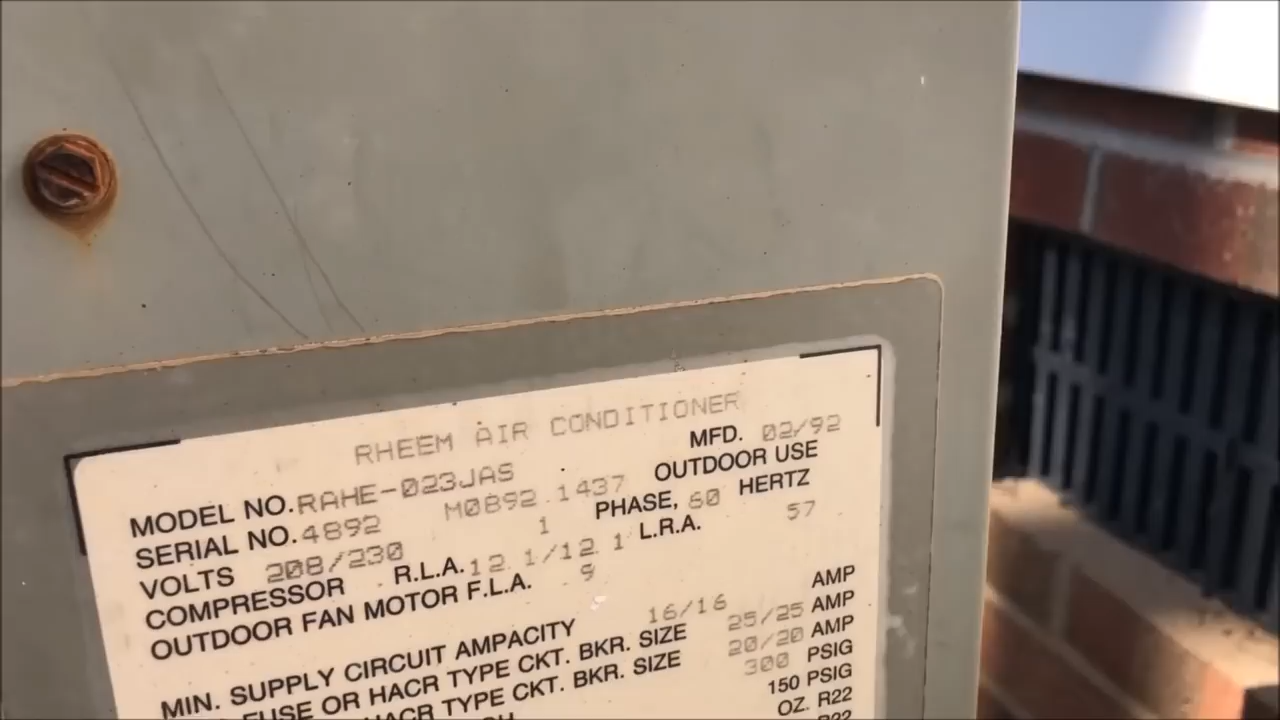 RHEEM AIR CONDITIONER
MFD. 02/92
MODEL NO. RAHE-023JAS OUTDOOR USE
SERIAL NO. 4892 M0892 1437
VOLTS 208/230 1 PHASE, 60 HERTZ
COMPRESSOR R.L.A. 12.1/12.1 L.R.A. 57
OUTDOOR FAN MOTOR F.L.A. .9
MIN. SUPPLY CIRCUIT AMPACITY 16/16 AMP
FUSE OR HACR TYPE CKT. BKR. SIZE 25/25 AMP
HACR TYPE CKT. BKR. SIZE 20/20 AMP
300 PSIG
150 PSIG
OZ. R22
R22